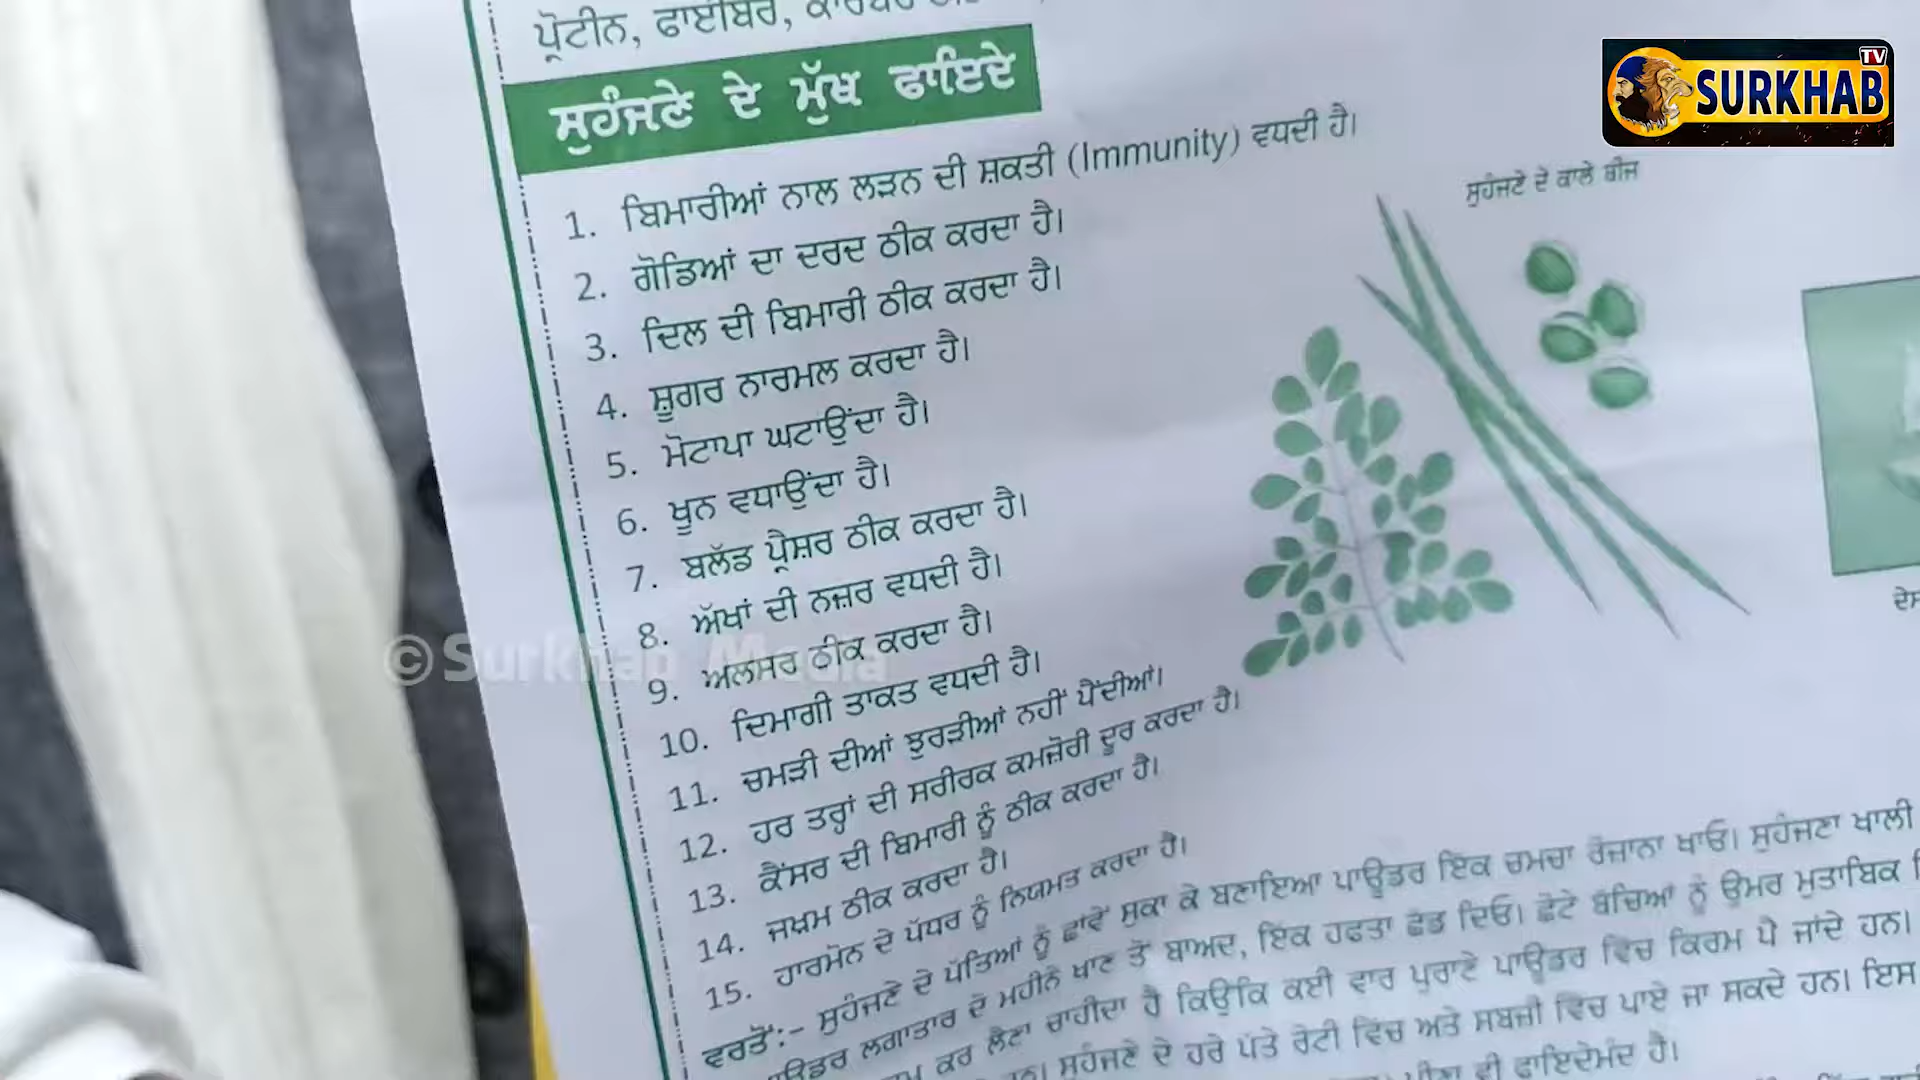 ਪ੍ਰੋਟੀਨ, ਫਾਈਬਰ,
ਸੁਹੰਜਣੇ ਦੇ ਮੁੱਖ ਫਾਇਦੇ
TV
SURKHAB
1. ਬਿਮਾਰੀਆਂ ਨਾਲ ਲੜਨ ਦੀ ਸ਼ਕਤੀ (Immunity) ਵਧਦੀ ਹੈ।
ਸੁਹੰਜਣੇ ਦੇ ਕਾਲੇ ਬੀਜ
2. ਗੋਡਿਆਂ ਦਾ ਦਰਦ ਠੀਕ ਕਰਦਾ ਹੈ।
3. ਦਿਲ ਦੀ ਬਿਮਾਰੀ ਠੀਕ ਕਰਦਾ ਹੈ।
4. ਸ਼ੂਗਰ ਨਾਰਮਲ ਕਰਦਾ ਹੈ।
5. ਮੋਟਾਪਾ ਘਟਾਉਂਦਾ ਹੈ।
6. ਖੂਨ ਵਧਾਉਂਦਾ ਹੈ।
7. ਬਲੱਡ ਪ੍ਰੈਸ਼ਰ ਠੀਕ ਕਰਦਾ ਹੈ।
8. ਅੱਖਾਂ ਦੀ ਨਜ਼ਰ ਵਧਦੀ ਹੈ।
9. ਅਲਸਰ ਠੀਕ ਕਰਦਾ ਹੈ।
10. ਦਿਮਾਗੀ ਤਾਕਤ ਵਧਦੀ ਹੈ।
11. ਚਮੜੀ ਦੀਆਂ ਝੁਰੜੀਆਂ ਨਹੀਂ ਪੈਂਦੀਆਂ।
12. ਹਰ ਤਰ੍ਹਾਂ ਦੀ ਸਰੀਰਕ ਕਮਜ਼ੋਰੀ ਦੂਰ ਕਰਦਾ ਹੈ।
13. ਕੈਂਸਰ ਦੀ ਬਿਮਾਰੀ ਨੂੰ ਠੀਕ ਕਰਦਾ ਹੈ।
14. ਜਖ਼ਮ ਠੀਕ ਕਰਦਾ ਹੈ।
15. ਹਾਰਮੋਨ ਦੇ ਪੱਧਰ ਨੂੰ ਨਿਯਮਤ ਕਰਦਾ ਹੈ।
ਵਰਤੋਂ:- ਸੁਹੰਜਣੇ ਦੇ ਪੱਤਿਆਂ ਨੂੰ ਛਾਂਵੇਂ ਸੁਕਾ ਕੇ ਬਣਾਇਆ ਪਾਊਡਰ ਇੱਕ ਚਮਚਾ ਰੋਜ਼ਾਨਾ ਖਾਓ। ਸੁਹੰਜਣਾ ਖਾਲੀ
ਲਗਾਤਾਰ ਦੋ ਮਹੀਨੇ ਖਾਣ ਤੋਂ ਬਾਅਦ, ਇੱਕ ਹਫਤਾ ਛੱਡ ਦਿਓ। ਛੋਟੇ ਬੱਚਿਆਂ ਨੂੰ ਉਮਰ ਮੁਤਾਬਿਕ
ਕਰ ਲੈਣਾ ਚਾਹੀਦਾ ਹੈ ਕਿਉਂਕਿ ਕਈ ਵਾਰ ਪੁਰਾਣੇ ਪਾਊਡਰ ਵਿੱਚ ਕਿਰਮ ਪੈ ਜਾਂਦੇ ਹਨ।
ਸੁਹੰਜਣੇ ਦੇ ਹਰੇ ਪੱਤੇ ਰੋਟੀ ਵਿੱਚ ਅਤੇ ਸਬਜ਼ੀ ਵਿੱਚ ਪਾਏ ਜਾ ਸਕਦੇ ਹਨ। ਇਸ
ਵੀ ਫਾਇਦੇਮੰਦ ਹੈ।
©Surkhab Media